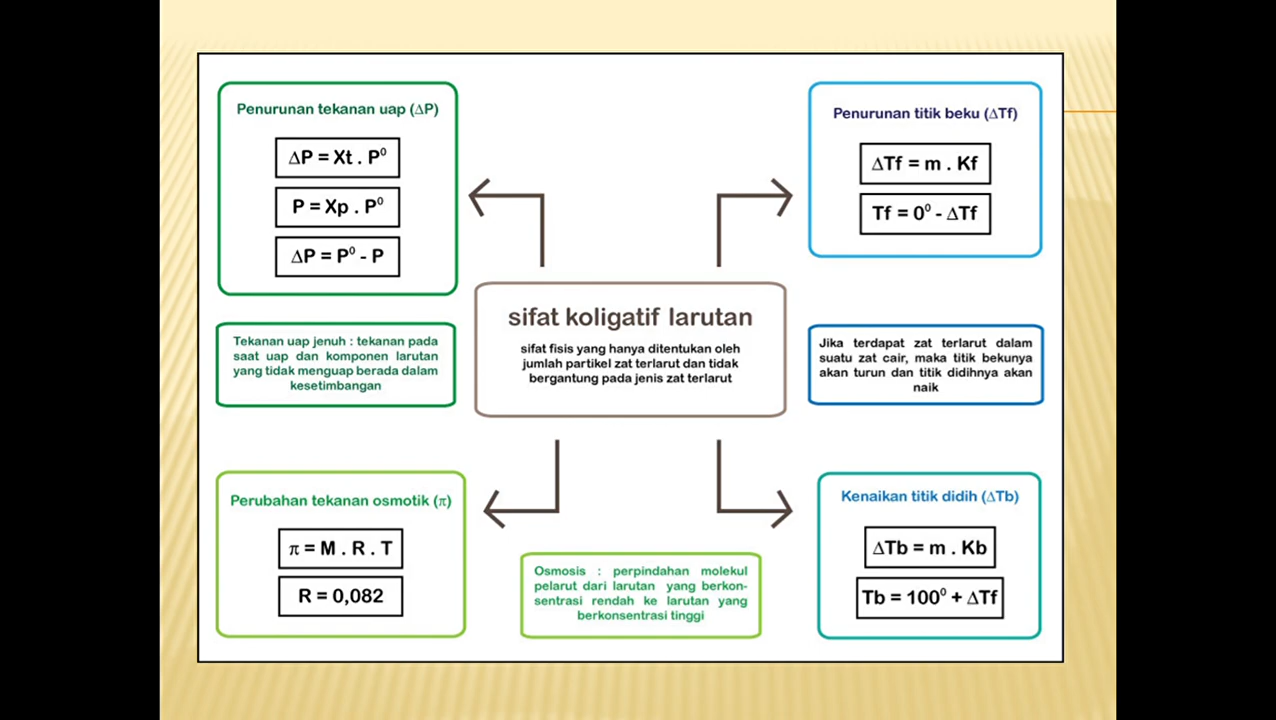 Penurunan tekanan uap (∆P)
∆P = Xt . P⁰
P = Xp . P⁰
∆P = P⁰ - P
Penurunan titik beku (∆Tf)
∆Tf = m . Kf
Tf = 0⁰ - ∆Tf
sifat koligatif larutan
sifat fisis yang hanya ditentukan oleh
jumlah partikel zat terlarut dan tidak
bergantung pada jenis zat terlarut
Tekanan uap jenuh : tekanan pada
saat uap dan komponen larutan
yang tidak menguap berada dalam
kesetimbangan
Jika terdapat zat terlarut dalam
suatu zat cair, maka titik bekunya
akan turun dan titik didihnya akan
naik
Perubahan tekanan osmotik (π)
π = M . R . T
R = 0,082
Osmosis : perpindahan molekul
pelarut dari larutan yang berkon-
sentrasi rendah ke larutan yang
berkonsentrasi tinggi
Kenaikan titik didih (∆Tb)
∆Tb = m . Kb
Tb = 100⁰ + ∆Tf